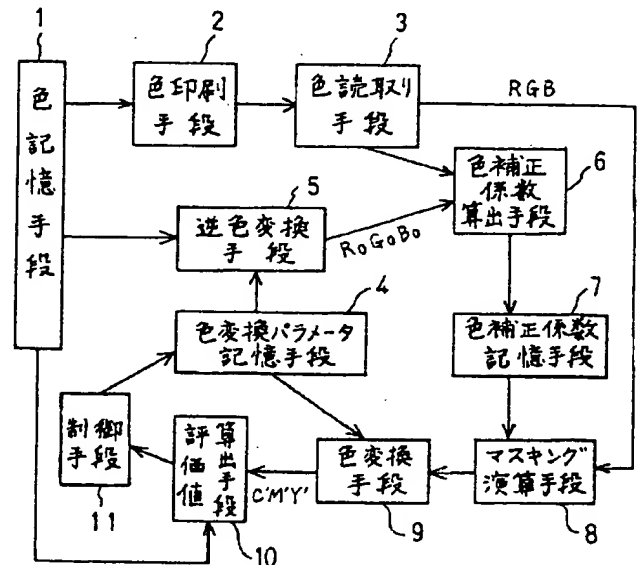 1
色記憶手段
2
色印刷
手段
3
色読取り
手段
RGB
色補正
係数
算出手段
6
5
逆色変換
手段
RoGoBo
4
色変換パラメータ
記憶手段
7
色補正係数
記憶手段
制御
手段
11
評価値
算出手段
10
C'M'Y'
色変換
手段
9
マスキング
演算手段
8